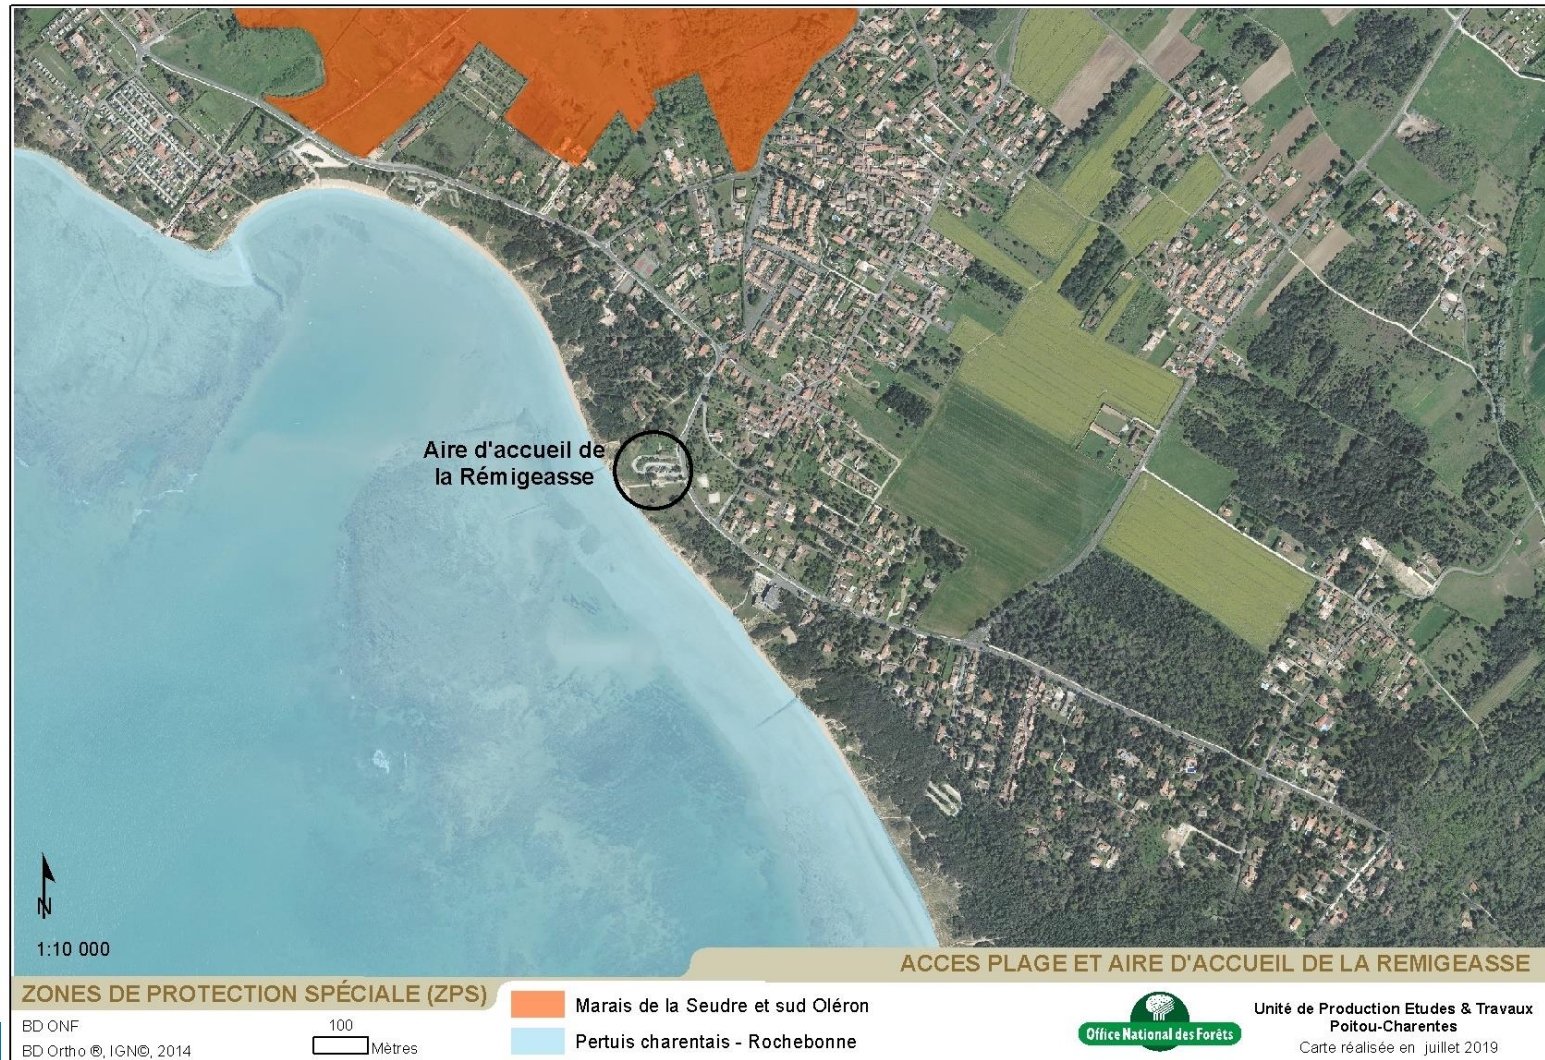 Aire d'accueil de
la Rémigeasse
N
1:10 000
ACCES PLAGE ET AIRE D'ACCUEIL DE LA REMIGEASSE
ZONES DE PROTECTION SPÉCIALE (ZPS)
BD ONF
BD Ortho ®, IGN©, 2014
100
Mètres
Marais de la Seudre et sud Oléron
Pertuis charentais - Rochebonne
Office National des Forêts
Unité de Production Etudes & Travaux
Poitou-Charentes
Carte réalisée en juillet 2019